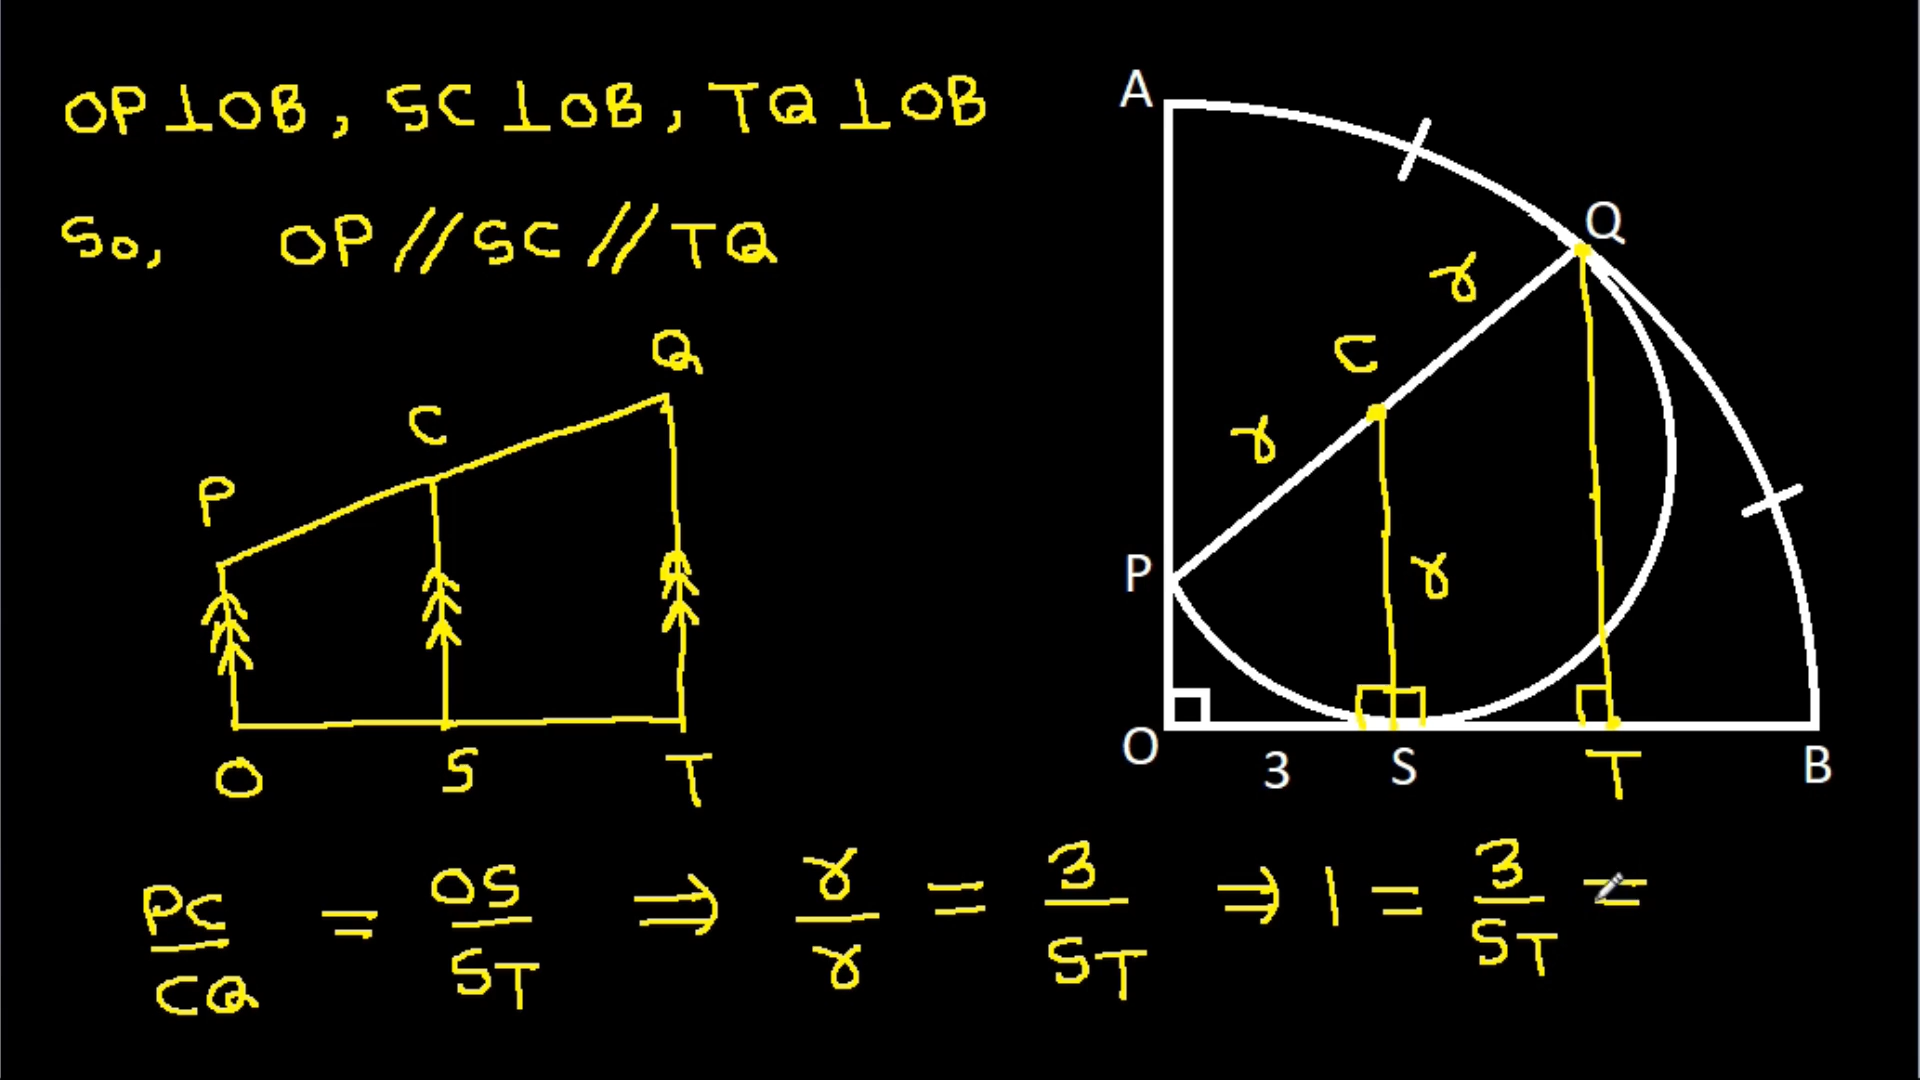 OP⊥OB, SC⊥OB, TQ⊥OB
So, OP//SC//TQ
Q
C
P
O S T
PC/CQ = OS/ST ⇒ r/r = 3/ST ⇒ 1 = 3/ST =
A
Q
r
C
r
P
r
O 3 S T B